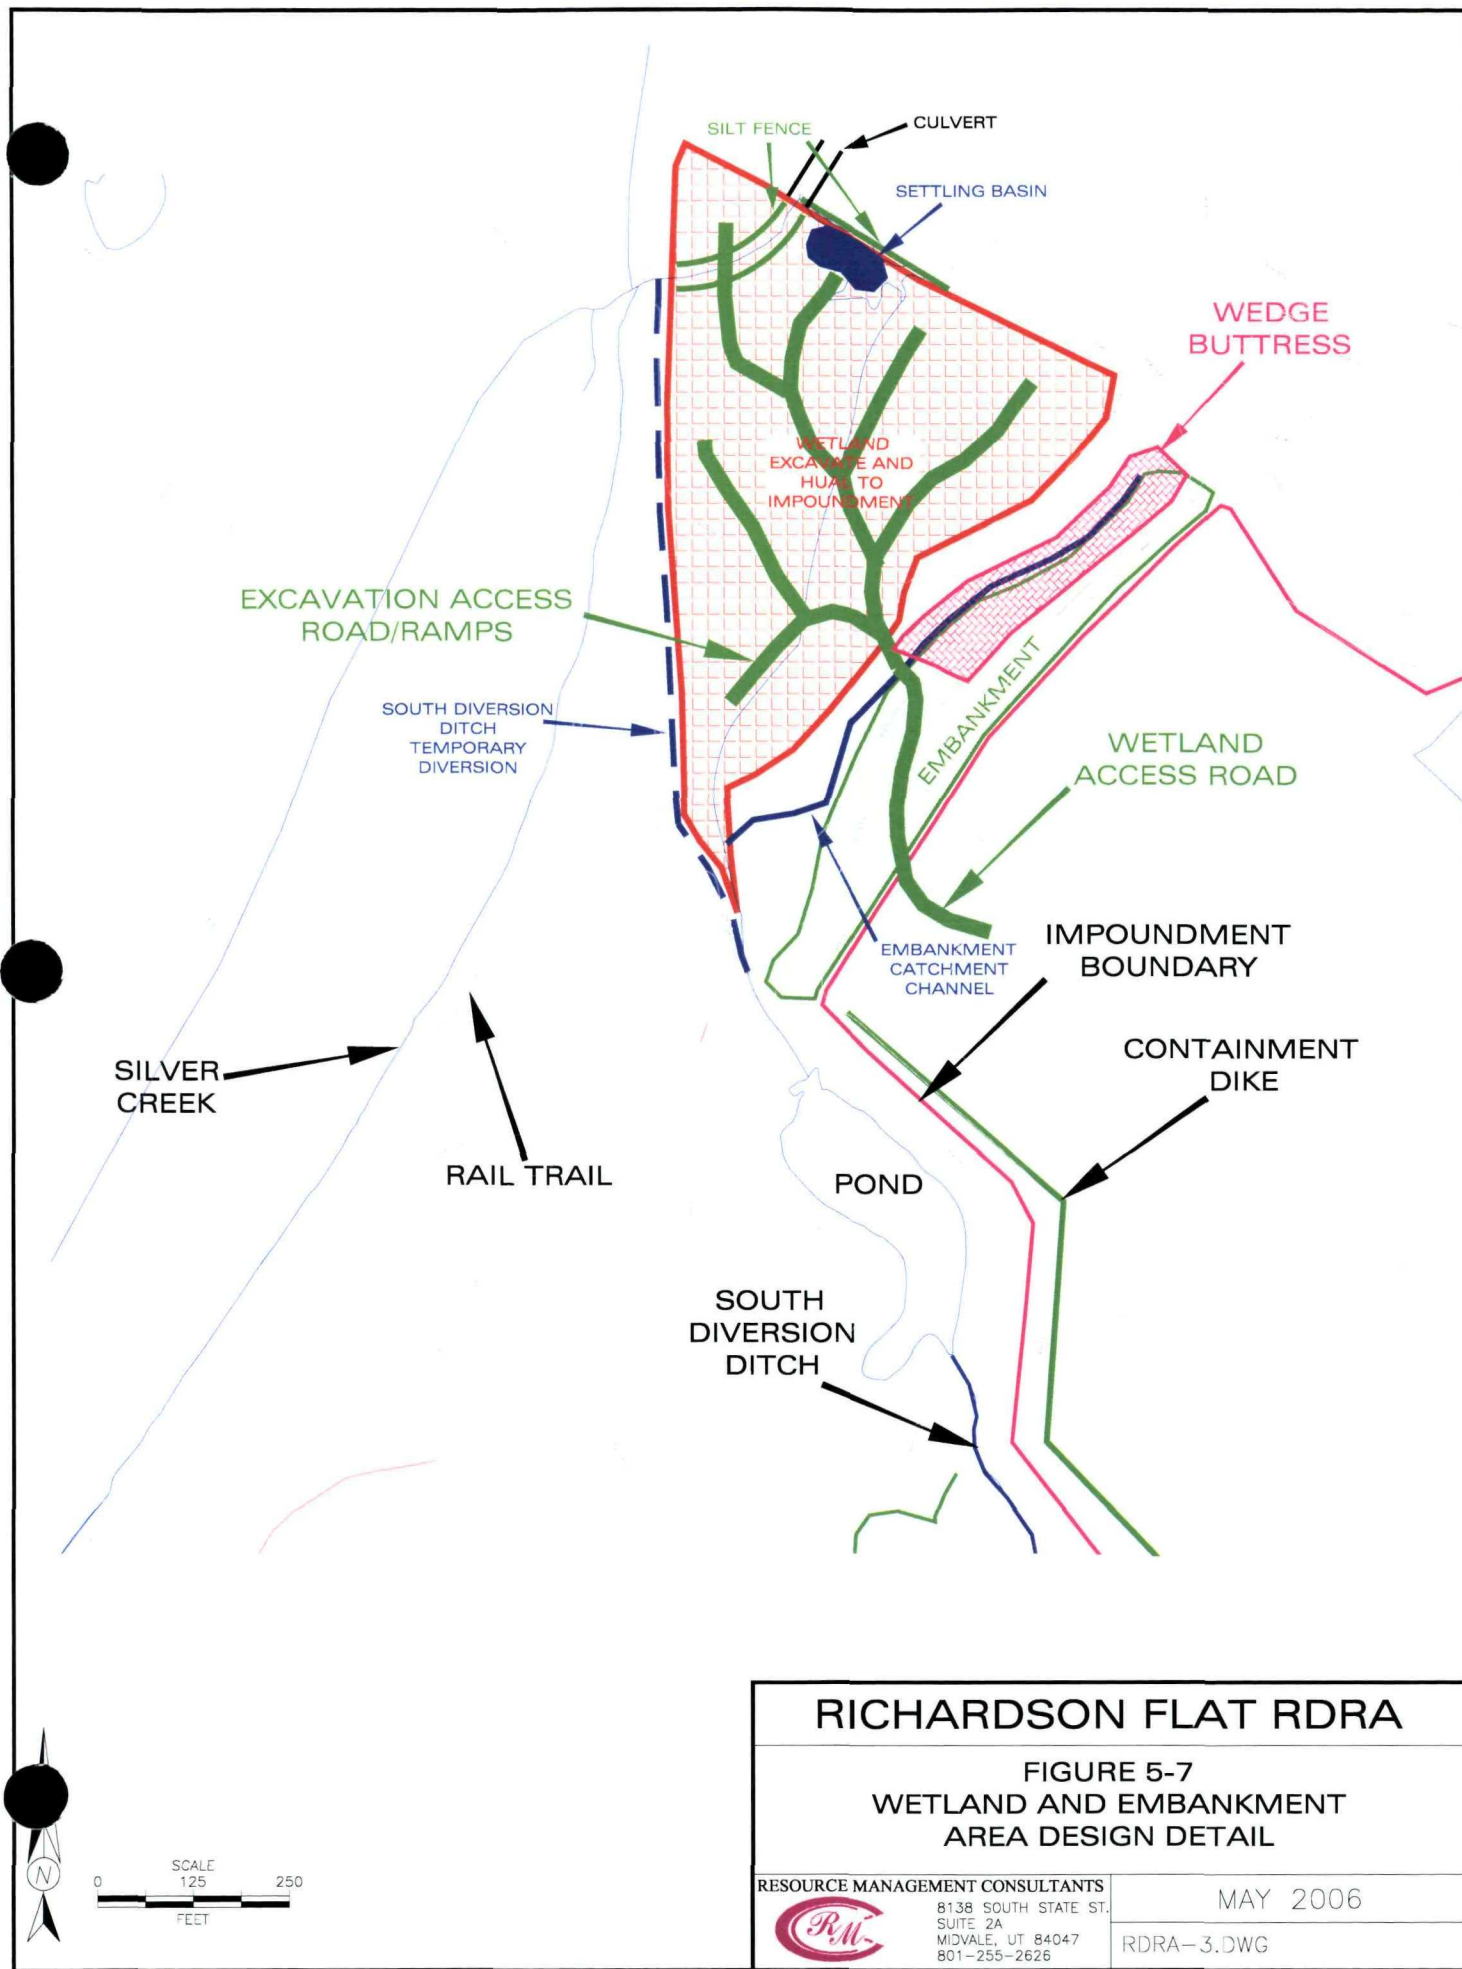 SILT FENCE
CULVERT
SETTLING BASIN
WEDGE
BUTTRESS
WETLAND
EXCAVATE AND
HUAL TO
IMPOUNDMENT
EXCAVATION ACCESS
ROAD/RAMPS
EMBANKMENT
SOUTH DIVERSION
DITCH
TEMPORARY
DIVERSION
WETLAND
ACCESS ROAD
EMBANKMENT
CATCHMENT
CHANNEL
IMPOUNDMENT
BOUNDARY
CONTAINMENT
DIKE
SILVER
CREEK
RAIL TRAIL
POND
SOUTH
DIVERSION
DITCH
RICHARDSON FLAT RDRA
FIGURE 5-7
WETLAND AND EMBANKMENT
AREA DESIGN DETAIL
N
SCALE
0 125 250
FEET
RESOURCE MANAGEMENT CONSULTANTS
RMC
8138 SOUTH STATE ST.
SUITE 2A
MIDVALE, UT 84047
801-255-2626
MAY 2006
RDRA-3.DWG